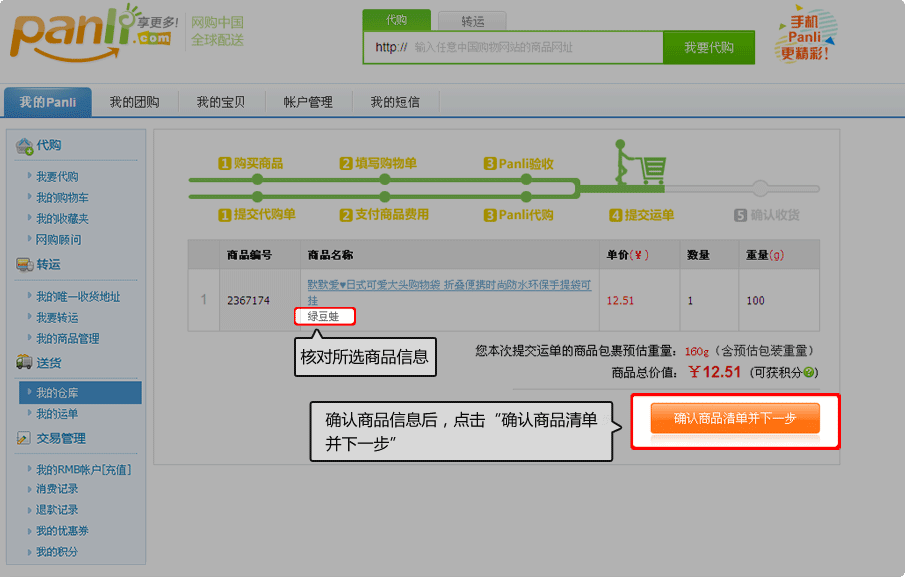 Panli
.com
享更多!
网购中国
全球配送
代购
转运
http:// 输入任意中国购物网站的商品网址
我要代购
手机
Panli
更精彩!
我的Panli
我的团购
我的宝贝
帐户管理
我的短信
代购
我要代购
我的购物车
我的收藏夹
网购顾问
转运
我的唯一收货地址
我要转运
我的商品管理
送货
我的仓库
我的运单
交易管理
我的RMB帐户[充值]
消费记录
退款记录
我的优惠券
我的积分
1 购买商品
2 填写购物单
3 Panli验收
1 提交代购单
2 支付商品费用
3 Panli代购
4 提交运单
5 确认收货
商品编号 商品名称 单价(¥) 数量 重量(g)
1 2367174 默默爱♥日式可爱大头购物袋 折叠便携时尚防水环保手提袋可 12.51 1 100
挂
绿豆蛙
核对所选商品信息
您本次提交运单的商品包裹预估重量: 160g (含预估包装重量)
商品总价值: ¥12.51 (可获积分?)
确认商品信息后，点击“确认商品清单
并下一步”
确认商品清单并下一步